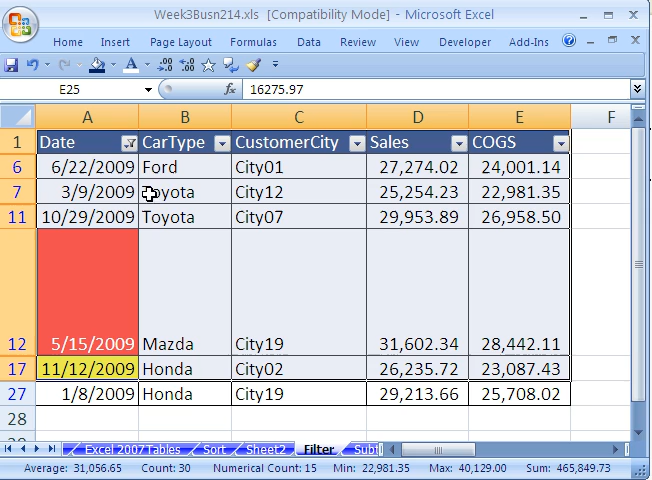 Week3Busn214.xls [Compatibility Mode] - Microsoft Excel
Home Insert Page Layout Formulas Data Review View Developer Add-Ins
E25 fx 16275.97
A B C D E F
1 Date CarType CustomerCity Sales COGS
6 6/22/2009 Ford City01 27,274.02 24,001.14
7 3/9/2009 Toyota City12 25,254.23 22,981.35
11 10/29/2009 Toyota City07 29,953.89 26,958.50
12 5/15/2009 Mazda City19 31,602.34 28,442.11
17 11/12/2009 Honda City02 26,235.72 23,087.43
27 1/8/2009 Honda City19 29,213.66 25,708.02
28
Excel 2007Tables Sort Sheet2 Filter Subt
Average: 31,056.65 Count: 30 Numerical Count: 15 Min: 22,981.35 Max: 40,129.00 Sum: 465,849.73